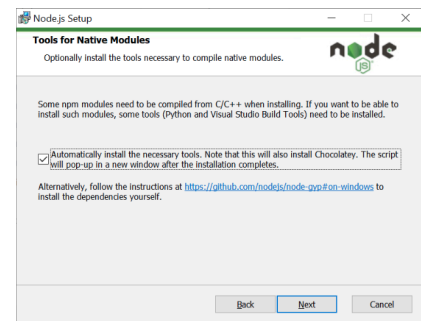 Node.js Setup
Tools for Native Modules
Optionally install the tools necessary to compile native modules.
node
JS
Some npm modules need to be compiled from C/C++ when installing. If you want to be able to
install such modules, some tools (Python and Visual Studio Build Tools) need to be installed.
Automatically install the necessary tools. Note that this will also install Chocolatey. The script
will pop-up in a new window after the installation completes.
Alternatively, follow the instructions at https://github.com/nodejs/node-gyp#on-windows to
install the dependencies yourself.
Back Next Cancel